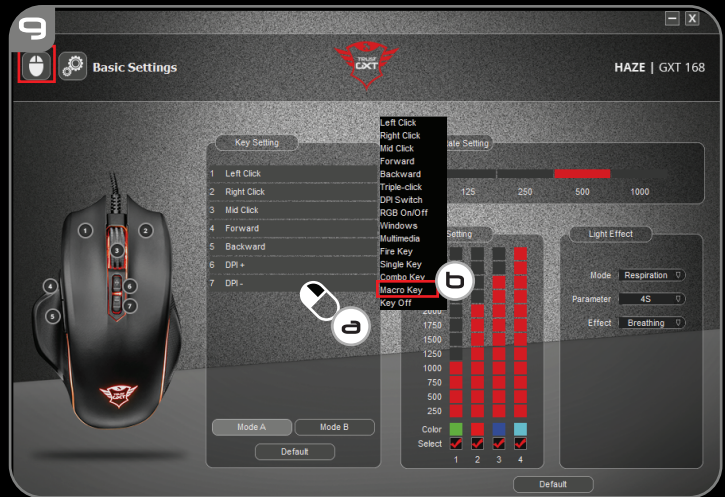 9
Basic Settings
TRUST
GXT
HAZE | GXT 168
Key Setting
1 Left Click
2 Right Click
3 Mid Click
4 Forward
5 Backward
6 DPI +
7 DPI -
Mode A
Mode B
Default
Left Click
Right Click
Mid Click
Forward
Backward
Triple-click
DPI Switch
RGB On/Off
Windows
Multimedia
Fire Key
Single Key
Combo Key
Macro Key
Key Off
a
b
Setting
125 250 500 1000
Setting
2000
1750
1500
1250
1000
750
500
250
Color
Select
1 2 3 4
Light Effect
Mode Respiration
Parameter 4S
Effect Breathing
Default
1
2
3
4
5
6
7
TRUST
GXT
X